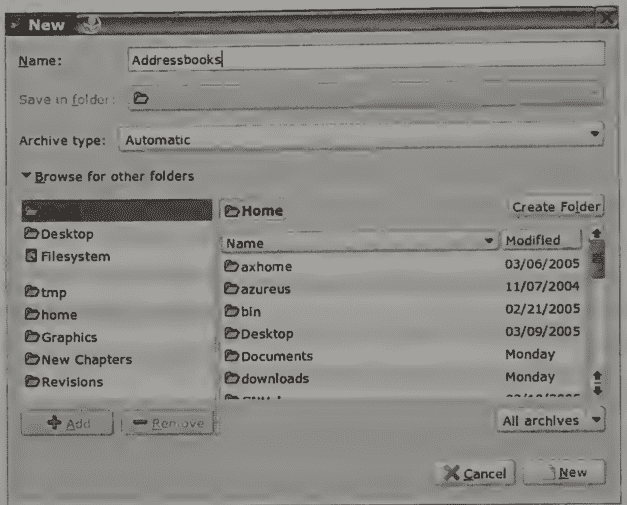 New
Name: Addressbooks
Save in folder:
Archive type: Automatic
Browse for other folders
Home Create Folder
Name Modified
Desktop
Filesystem
tmp
home
Graphics
New Chapters
Revisions
axhome 03/06/2005
azureus 11/07/2004
bin 02/21/2005
Desktop 03/09/2005
Documents Monday
downloads Monday
Add Remove
All archives
Cancel New